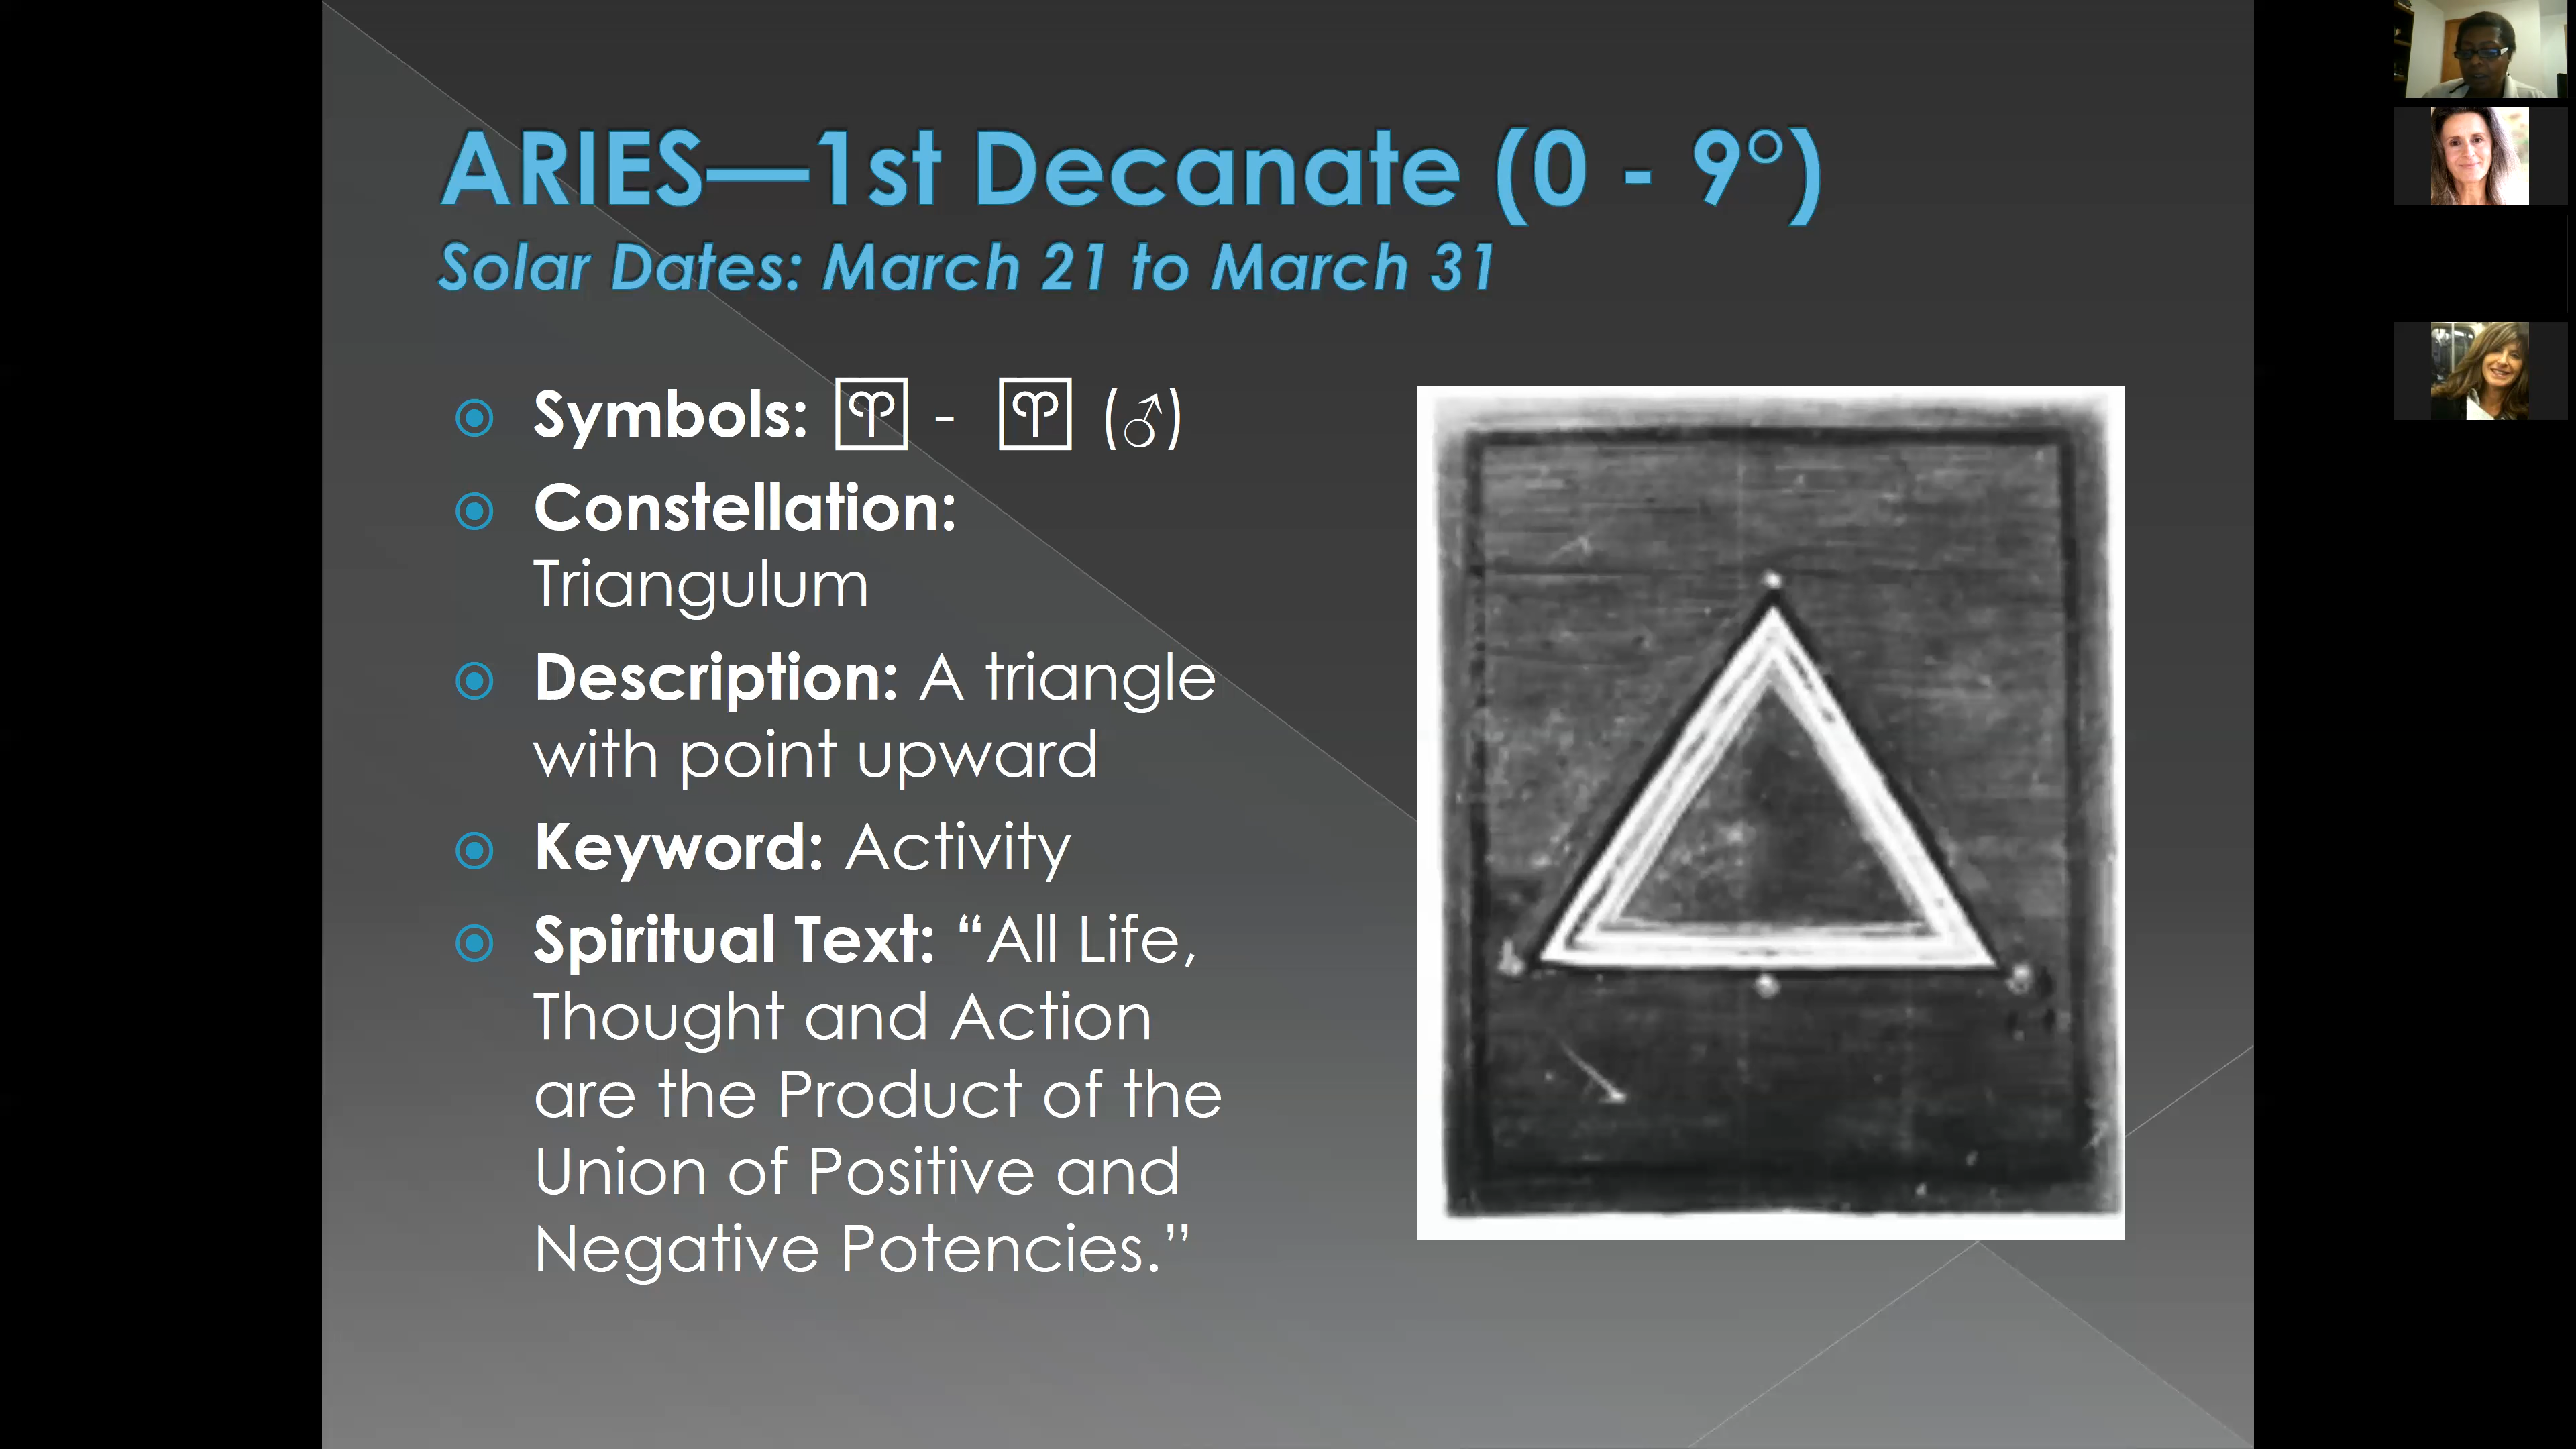 ARIES—1st Decanate (0 - 9°)
Solar Dates: March 21 to March 31
Symbols: ♈ - ♈ (♂)
Constellation:
Triangulum
Description: A triangle
with point upward
Keyword: Activity
Spiritual Text: “All Life,
Thought and Action
are the Product of the
Union of Positive and
Negative Potencies.”